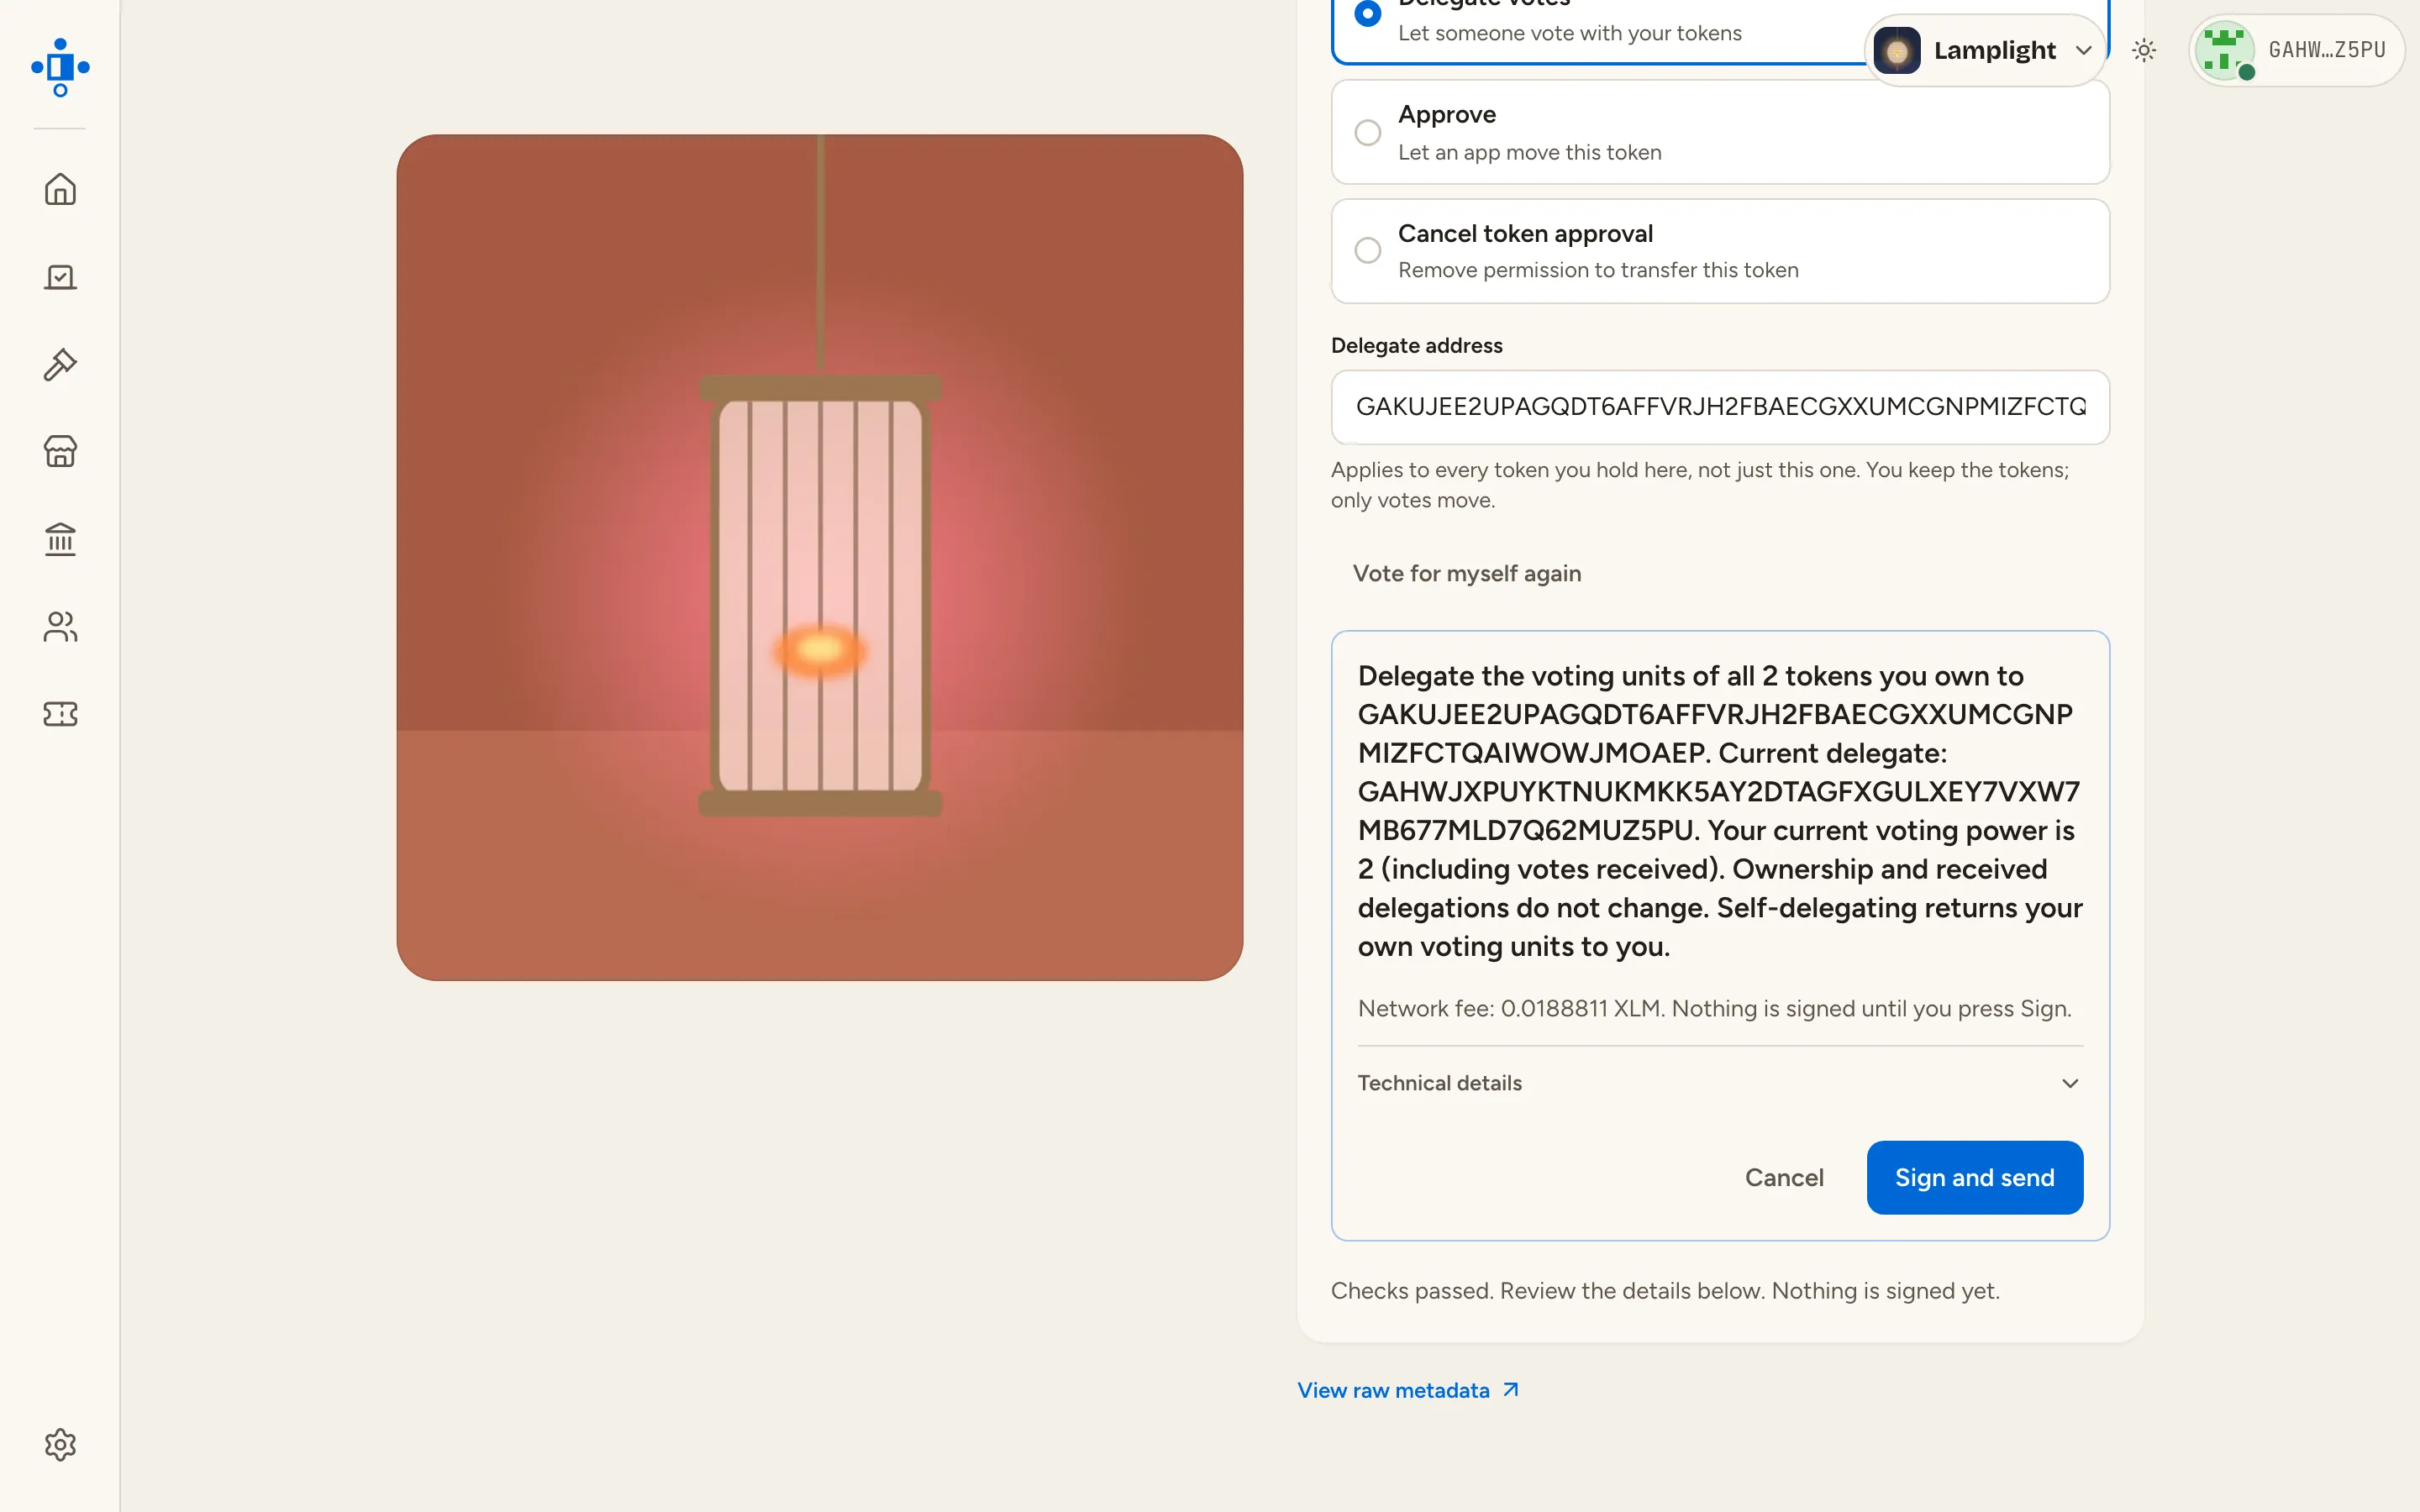 Delegate votes
Let someone vote with your tokens
Lamplight
GAHW…Z5PU
Approve
Let an app move this token
Cancel token approval
Remove permission to transfer this token
Delegate address
GAKUJEE2UPAGQDT6AFFVRJH2FBAECGXXUMCGNPMIZFCTQ
Applies to every token you hold here, not just this one. You keep the tokens;
only votes move.
Vote for myself again
Delegate the voting units of all 2 tokens you own to
GAKUJEE2UPAGQDT6AFFVRJH2FBAECGXXUMCGNP
MIZFCTQAIWOWJMOAEP. Current delegate:
GAHWJXPUYKTNUKMKK5AY2DTAGFXGULXEY7VXW7
MB677MLD7Q62MUZ5PU. Your current voting power is
2 (including votes received). Ownership and received
delegations do not change. Self-delegating returns your
own voting units to you.
Network fee: 0.0188811 XLM. Nothing is signed until you press Sign.
Technical details
Cancel
Sign and send
Checks passed. Review the details below. Nothing is signed yet.
View raw metadata